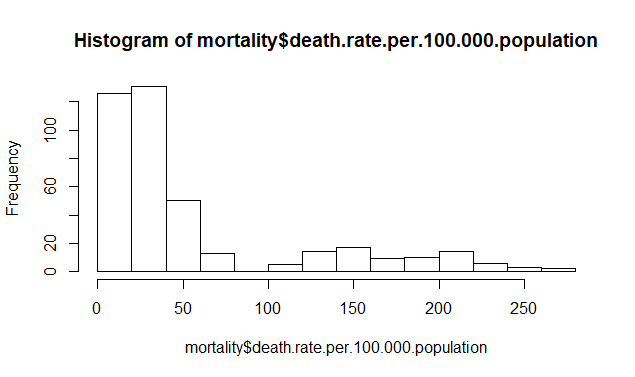 Histogram of mortality$death.rate.per.100.000.population
Frequency
100
60
20
0
0 50 100 150 200 250
mortality$death.rate.per.100.000.population